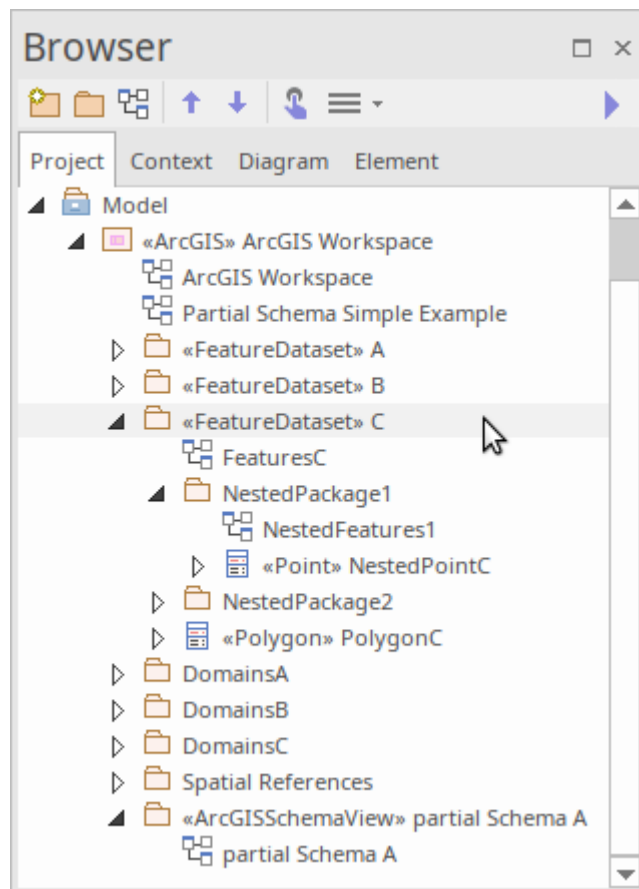 Browser
Project Context Diagram Element
Model
«ArcGIS» ArcGIS Workspace
ArcGIS Workspace
Partial Schema Simple Example
«FeatureDataset» A
«FeatureDataset» B
«FeatureDataset» C
FeaturesC
NestedPackage1
NestedFeatures1
«Point» NestedPointC
NestedPackage2
«Polygon» PolygonC
DomainsA
DomainsB
DomainsC
Spatial References
«ArcGISSchemaView» partial Schema A
partial Schema A